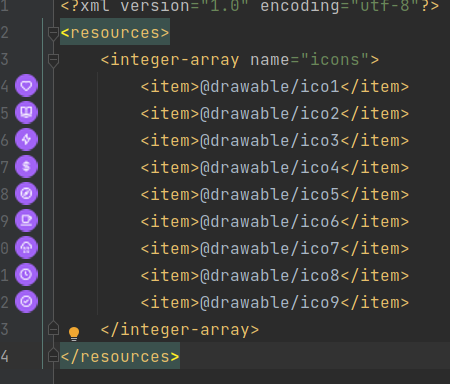 1 <?xml version="1.0" encoding="utf-8"?>
2 <resources>
3     <integer-array name="icons">
4         <item>@drawable/ico1</item>
5         <item>@drawable/ico2</item>
6         <item>@drawable/ico3</item>
7         <item>@drawable/ico4</item>
8         <item>@drawable/ico5</item>
9         <item>@drawable/ico6</item>
0         <item>@drawable/ico7</item>
1         <item>@drawable/ico8</item>
2         <item>@drawable/ico9</item>
3     </integer-array>
4 </resources>